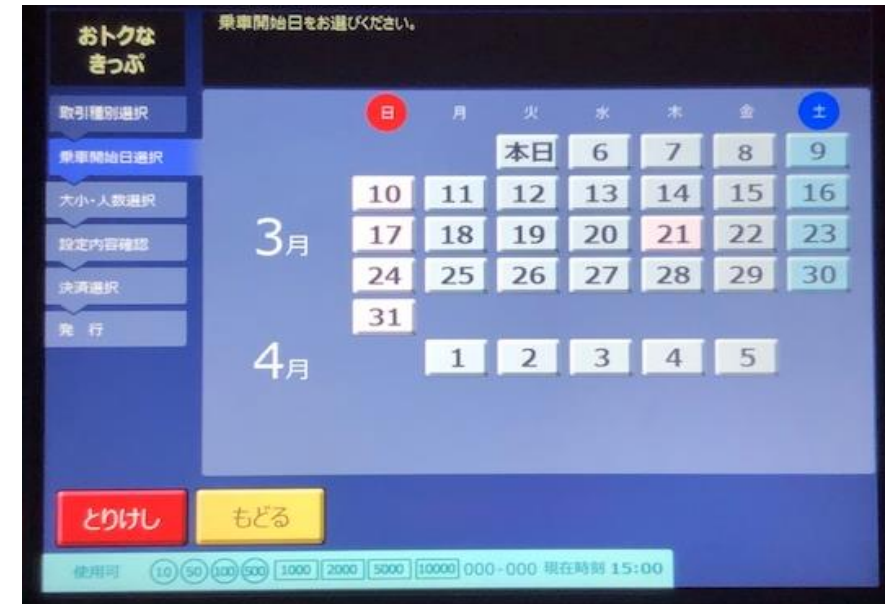 おトクな
きっぷ
乗車開始日をお選びください。
取引種別選択
乗車開始日選択
大小・人数選択
設定内容確認
決済選択
発 行
日 月 火 水 木 金 土
3月
本日 6 7 8 9
10 11 12 13 14 15 16
17 18 19 20 21 22 23
24 25 26 27 28 29 30
31
4月
1 2 3 4 5
とりけし
もどる
使用可 10 50 100 500 1000 2000 5000 10000 000-000 現在時刻 15:00